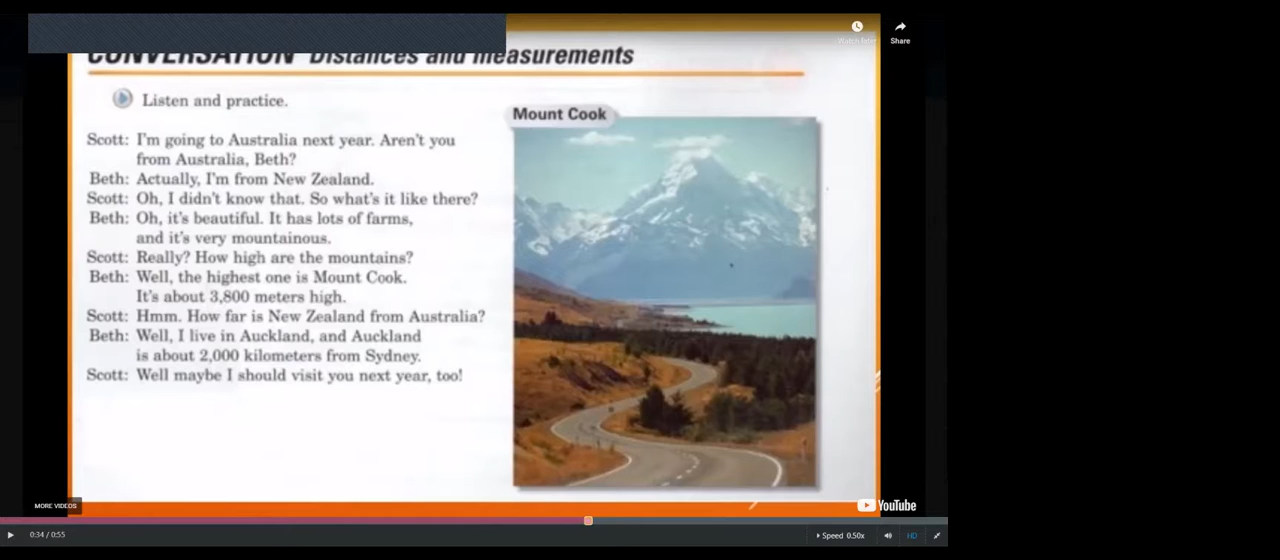 Watch later
Share
CONVERSATION Distances and measurements
Listen and practice.
Mount Cook
Scott: I'm going to Australia next year. Aren't you
from Australia, Beth?
Beth: Actually, I'm from New Zealand.
Scott: Oh, I didn't know that. So what's it like there?
Beth: Oh, it's beautiful. It has lots of farms,
and it's very mountainous.
Scott: Really? How high are the mountains?
Beth: Well, the highest one is Mount Cook.
It's about 3,800 meters high.
Scott: Hmm. How far is New Zealand from Australia?
Beth: Well, I live in Auckland, and Auckland
is about 2,000 kilometers from Sydney.
Scott: Well maybe I should visit you next year, too!
MORE VIDEOS
YouTube
0:34 / 0:55
Speed 0.50x
HD